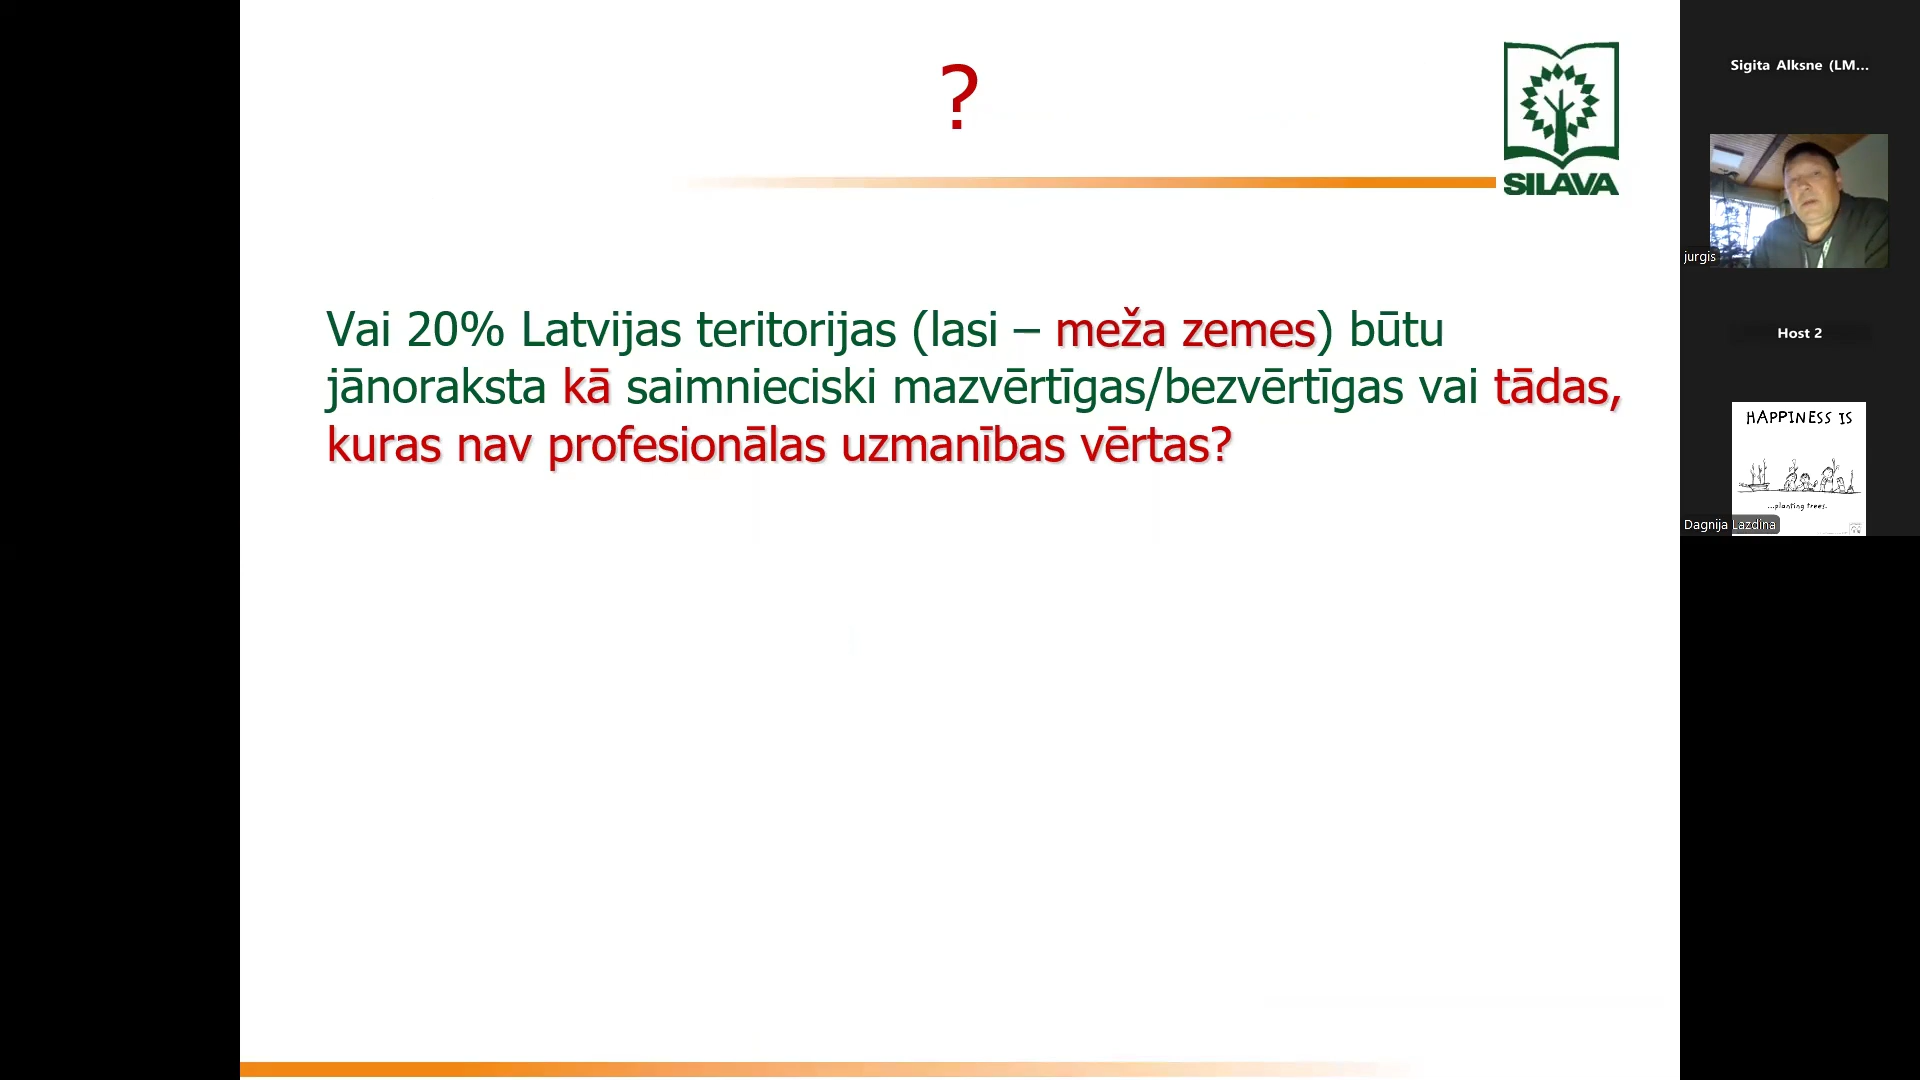 ?
SILAVA
Vai 20% Latvijas teritorijas (lasi – meža zemes) būtu
jānoraksta kā saimnieciski mazvērtīgas/bezvērtīgas vai tādas,
kuras nav profesionālas uzmanības vērtas?
Sigita Alksne (LM...
jurgis
Host 2
HAPPINESS IS
...planting trees.
Dagnija Lazdina